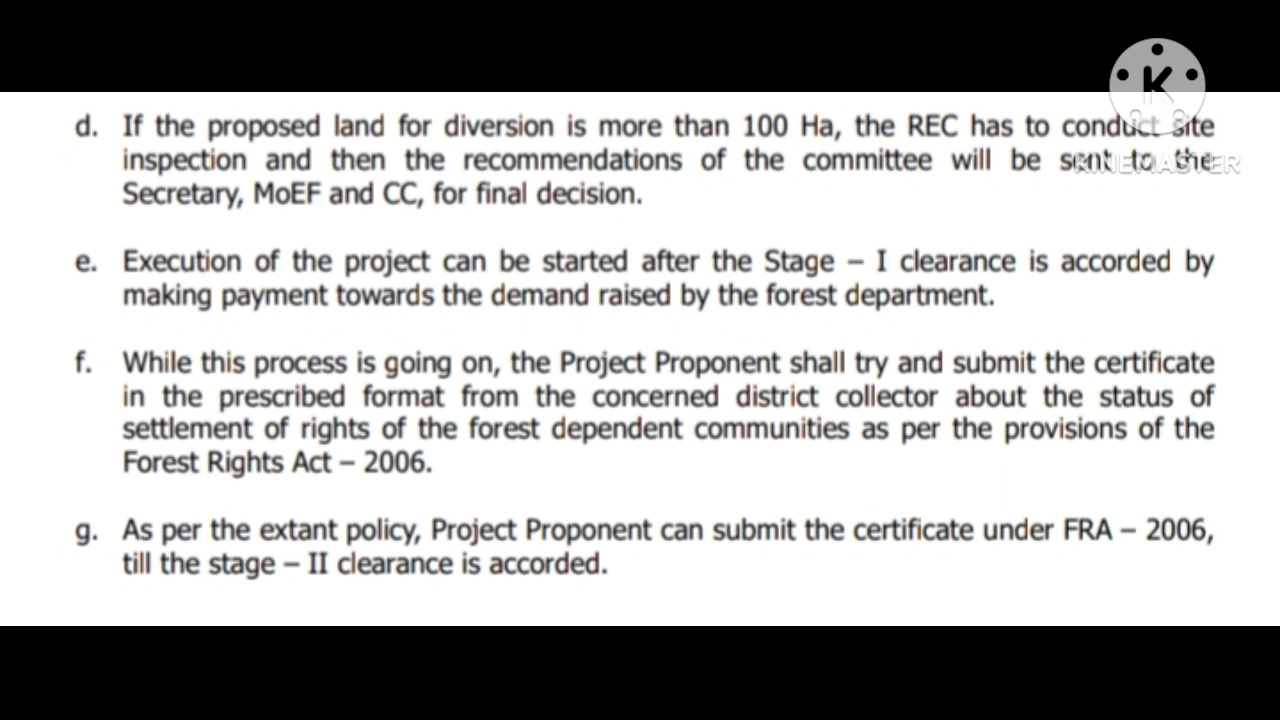 d. If the proposed land for diversion is more than 100 Ha, the REC has to conduct site
inspection and then the recommendations of the committee will be sent to the
Secretary, MoEF and CC, for final decision.
e. Execution of the project can be started after the Stage – I clearance is accorded by
making payment towards the demand raised by the forest department.
f. While this process is going on, the Project Proponent shall try and submit the certificate
in the prescribed format from the concerned district collector about the status of
settlement of rights of the forest dependent communities as per the provisions of the
Forest Rights Act – 2006.
g. As per the extant policy, Project Proponent can submit the certificate under FRA – 2006,
till the stage – II clearance is accorded.
K
KINEMASTER